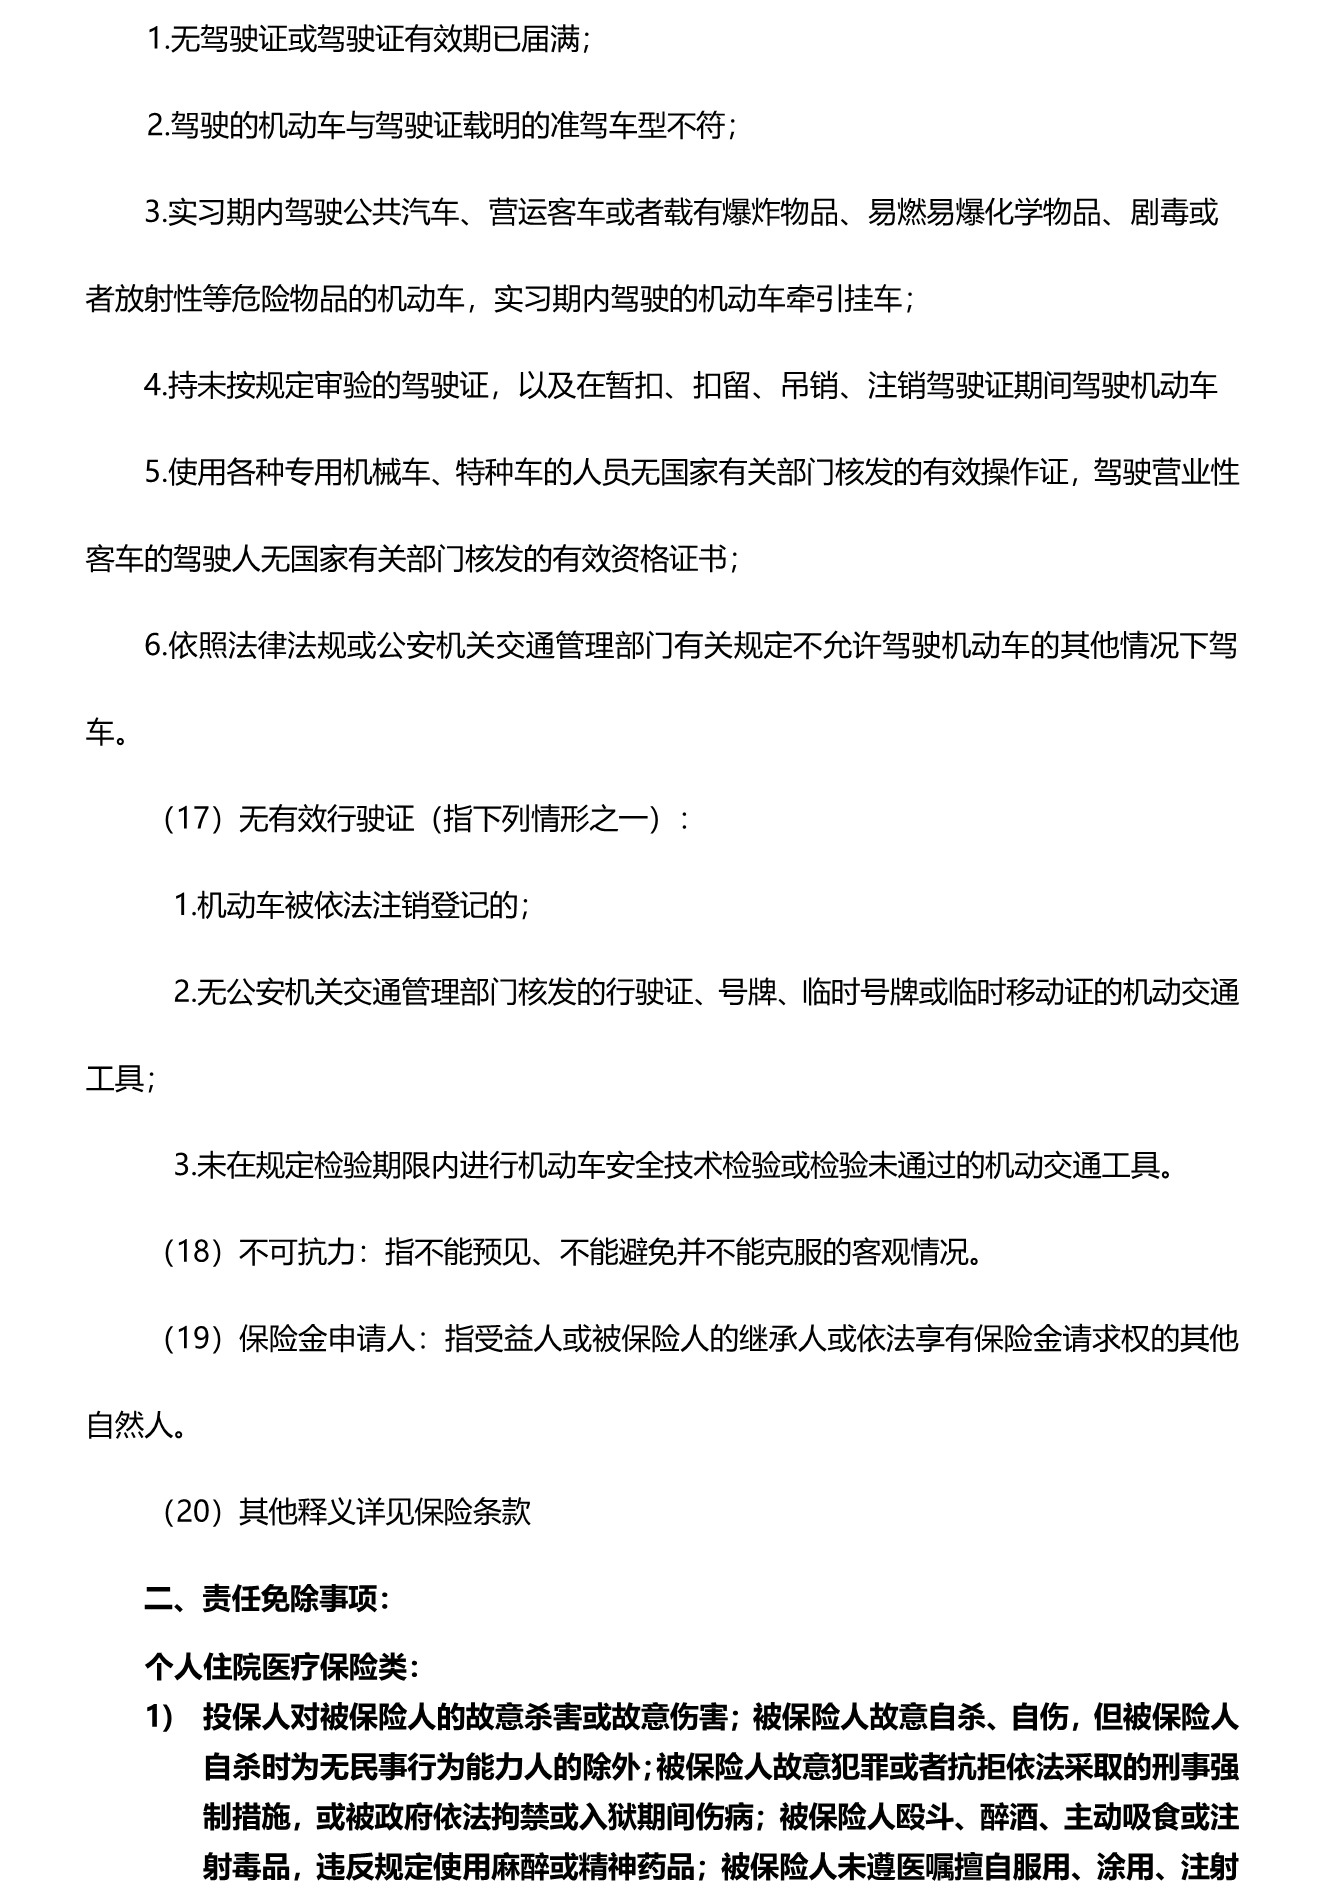 1.无驾驶证或驾驶证有效期已届满；
2.驾驶的机动车与驾驶证载明的准驾车型不符；
3.实习期内驾驶公共汽车、营运客车或者载有爆炸物品、易燃易爆化学物品、剧毒或
者放射性等危险物品的机动车，实习期内驾驶的机动车牵引挂车；
4.持未按规定审验的驾驶证，以及在暂扣、扣留、吊销、注销驾驶证期间驾驶机动车
5.使用各种专用机械车、特种车的人员无国家有关部门核发的有效操作证，驾驶营业性
客车的驾驶人无国家有关部门核发的有效资格证书；
6.依照法律法规或公安机关交通管理部门有关规定不允许驾驶机动车的其他情况下驾
车。
（17）无有效行驶证（指下列情形之一）：
1.机动车被依法注销登记的；
2.无公安机关交通管理部门核发的行驶证、号牌、临时号牌或临时移动证的机动交通
工具；
3.未在规定检验期限内进行机动车安全技术检验或检验未通过的机动交通工具。
（18）不可抗力：指不能预见、不能避免并不能克服的客观情况。
（19）保险金申请人：指受益人或被保险人的继承人或依法享有保险金请求权的其他
自然人。
（20）其他释义详见保险条款
二、责任免除事项：
个人住院医疗保险类：
1) 投保人对被保险人的故意杀害或故意伤害；被保险人故意自杀、自伤，但被保险人
自杀时为无民事行为能力人的除外；被保险人故意犯罪或者抗拒依法采取的刑事强
制措施，或被政府依法拘禁或入狱期间伤病；被保险人殴斗、醉酒、主动吸食或注
射毒品，违反规定使用麻醉或精神药品；被保险人未遵医嘱擅自服用、涂用、注射